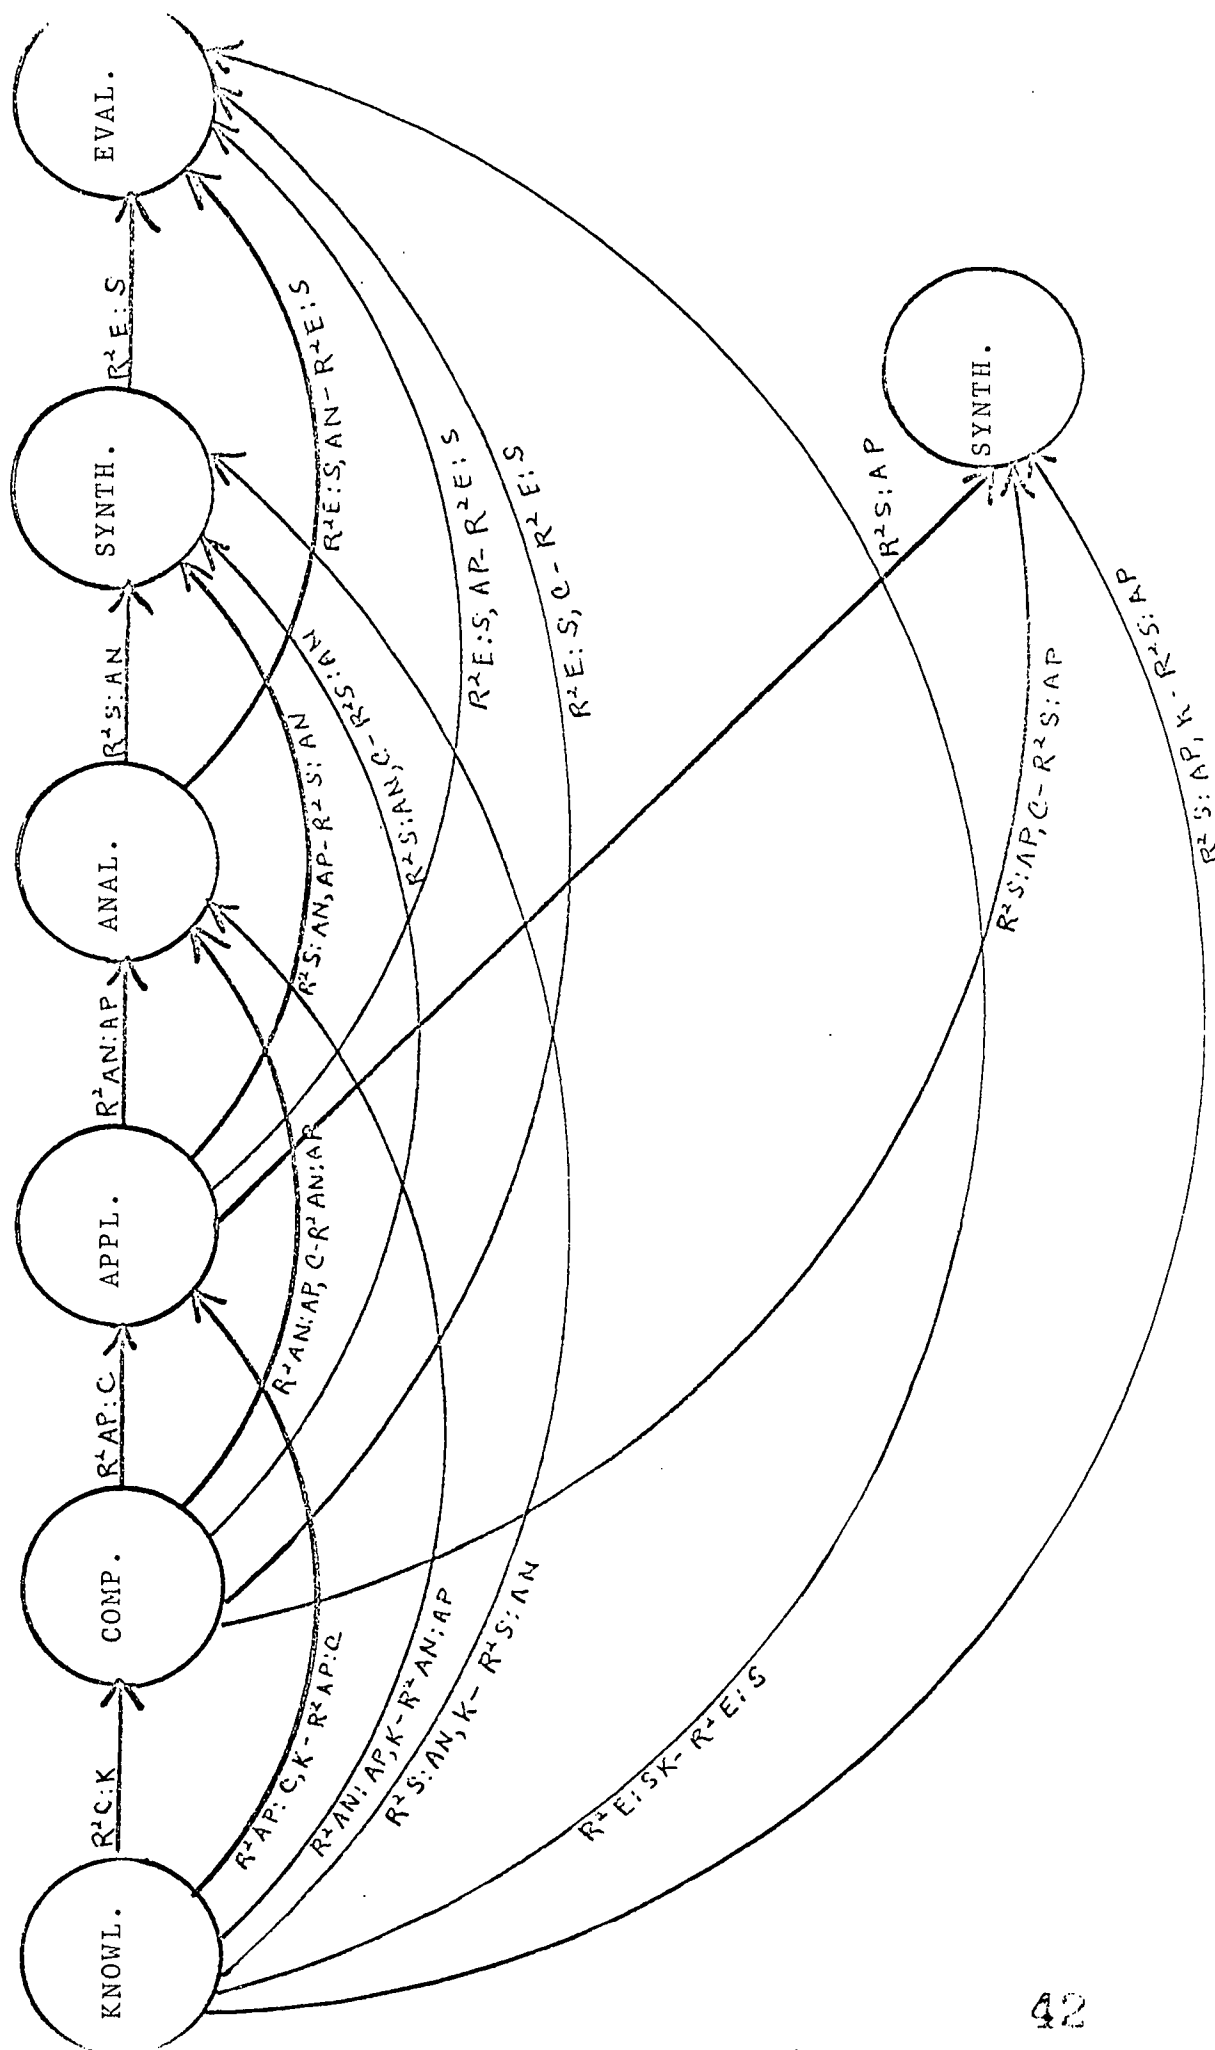 KNOWL.
COMP.
APPL.
ANAL.
SYNTH.
EVAL.
SYNTH.
R²C:K
R²AP:C
R²AN:AP
R²S:AN
R²E:S
R²AP:C,K-R²AP:C
R²AN:AP,K-R²AN:AP
R²S:AN,K-R²S:AN
R²E:SK-R²E:S
R²AN:AP,C-R²AN:AP
R²S:AN,AP-R²S:AN
R²S:AN,C-R²S:AN
R²E:S,AN-R²E:S
R²E:S,AP-R²E:S
R²E:S,C-R²E:S
R²S:AP
R²S:AP,C-R²S:AP
R²S:AP,K-R²S:AP
42